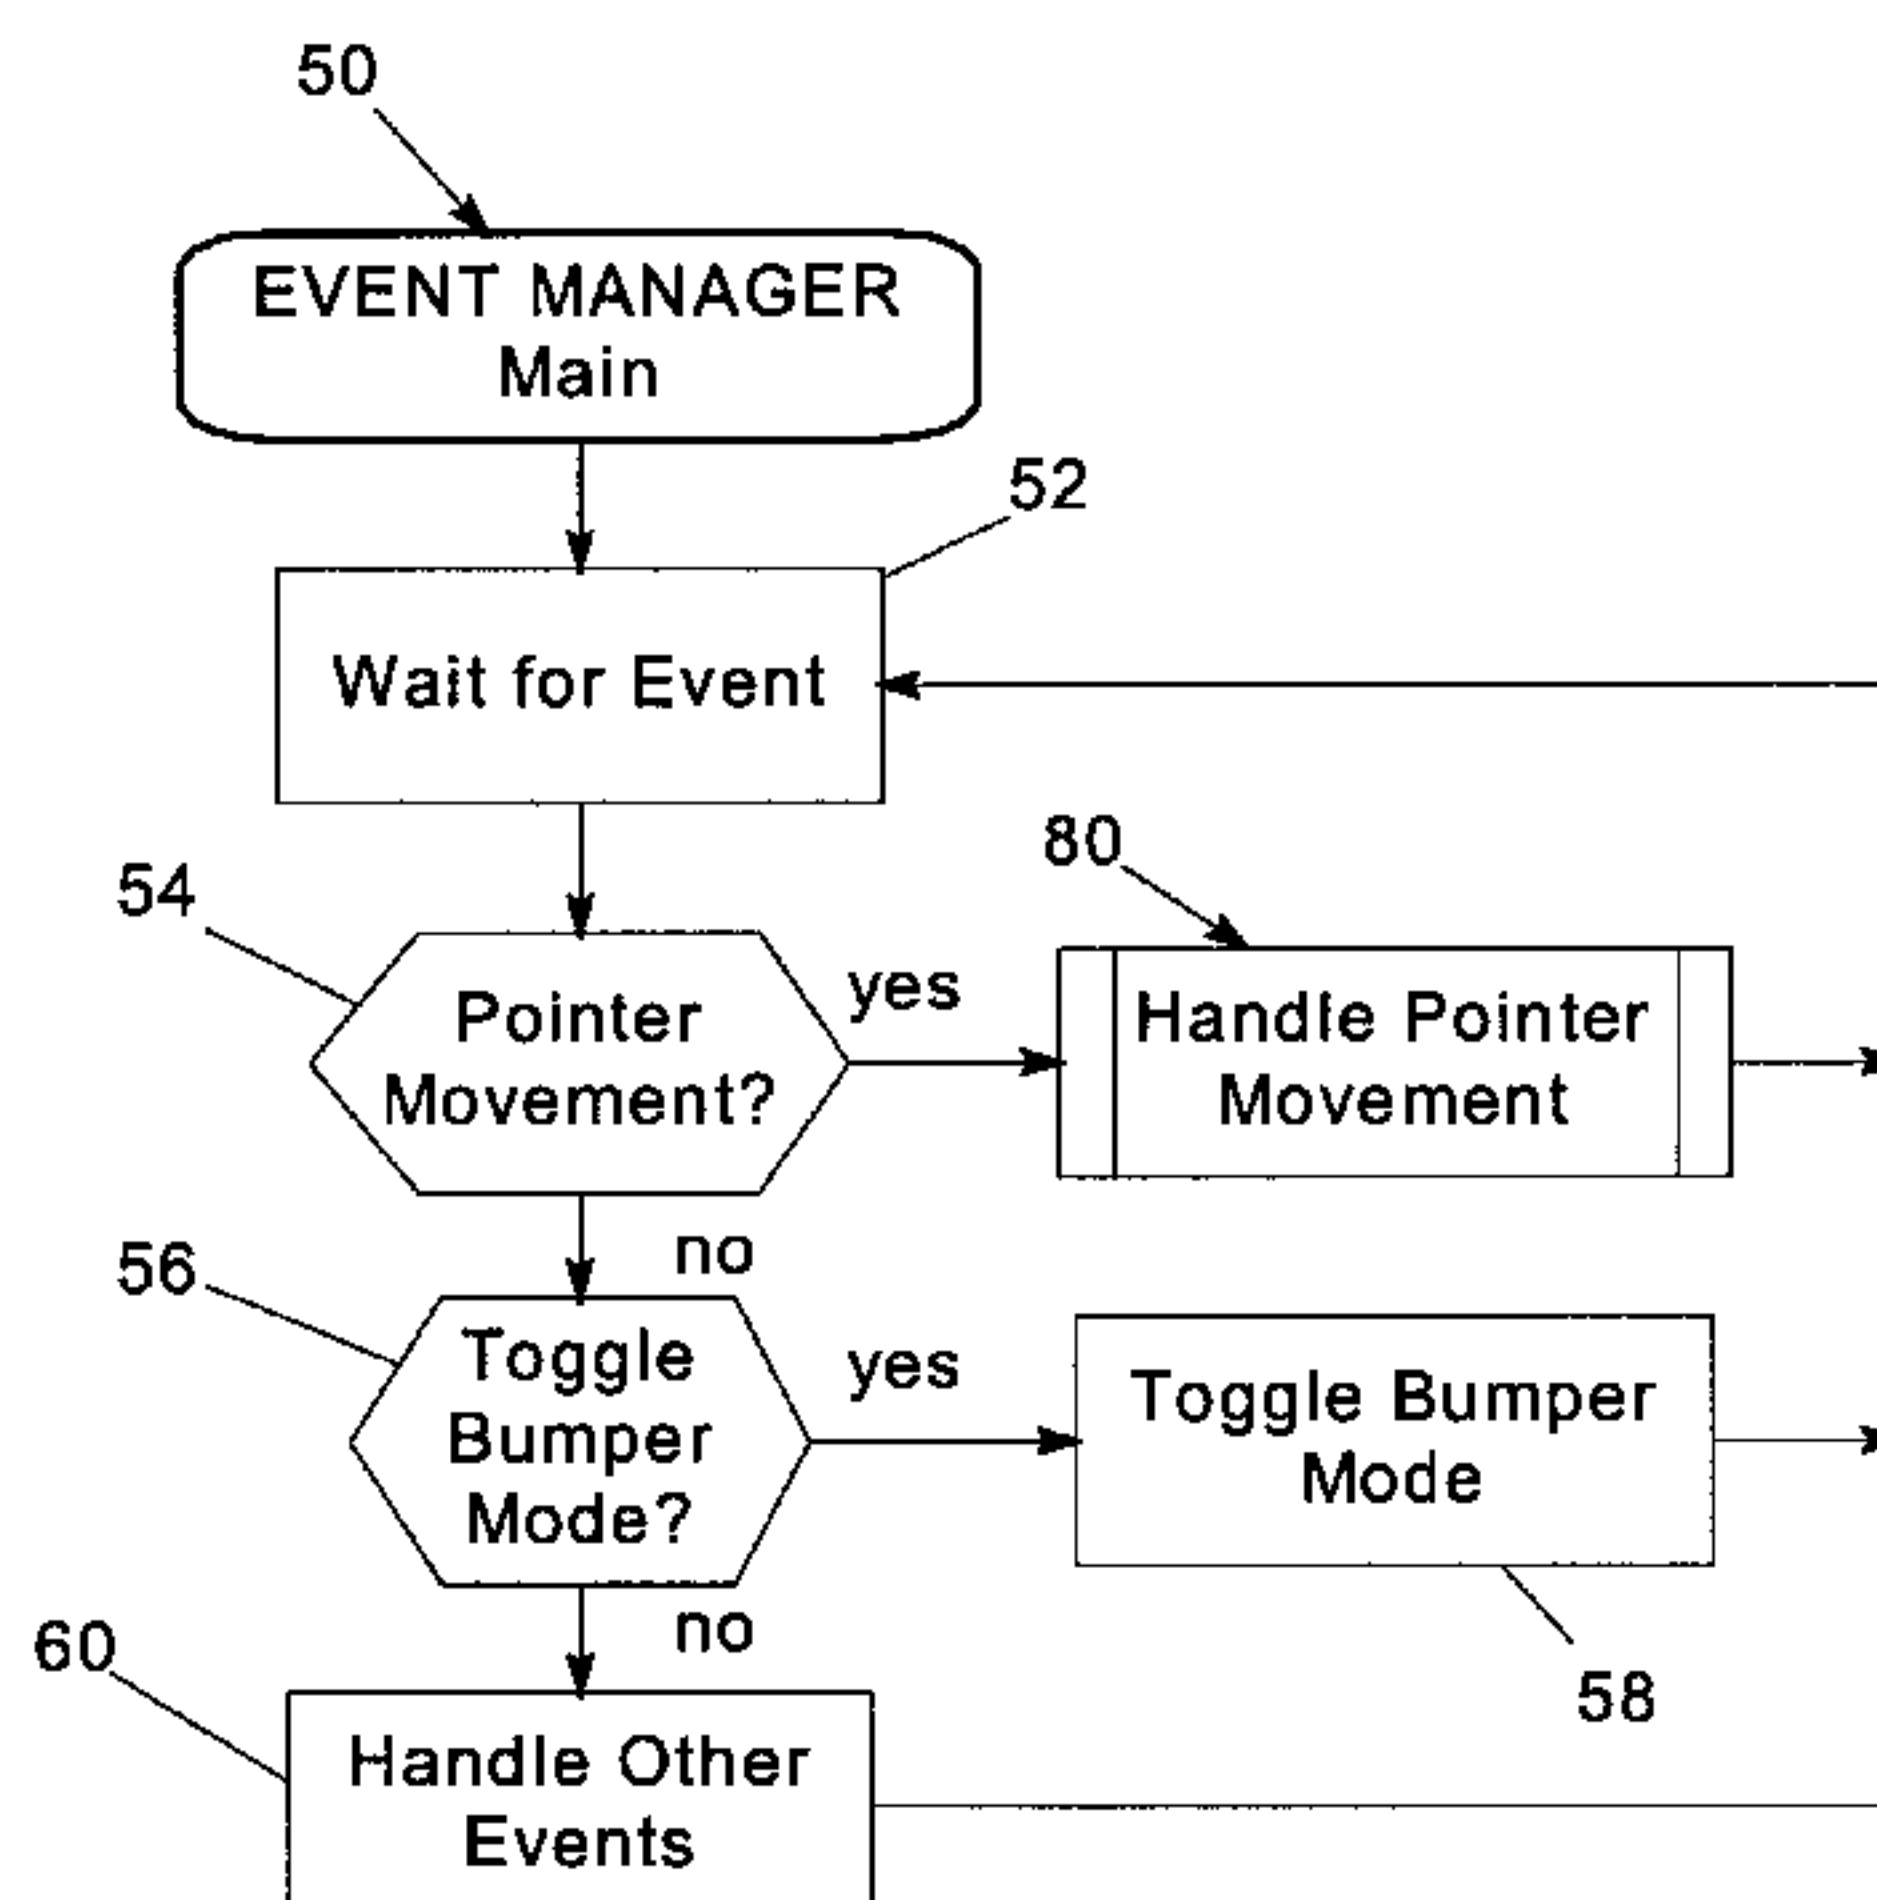 50
EVENT MANAGER
Main
52
Wait for Event
80
54
yes
Pointer
Movement?
Handle Pointer
Movement
no
56
Toggle
Bumper
Mode?
yes
Toggle Bumper
Mode
no
60
58
Handle Other
Events